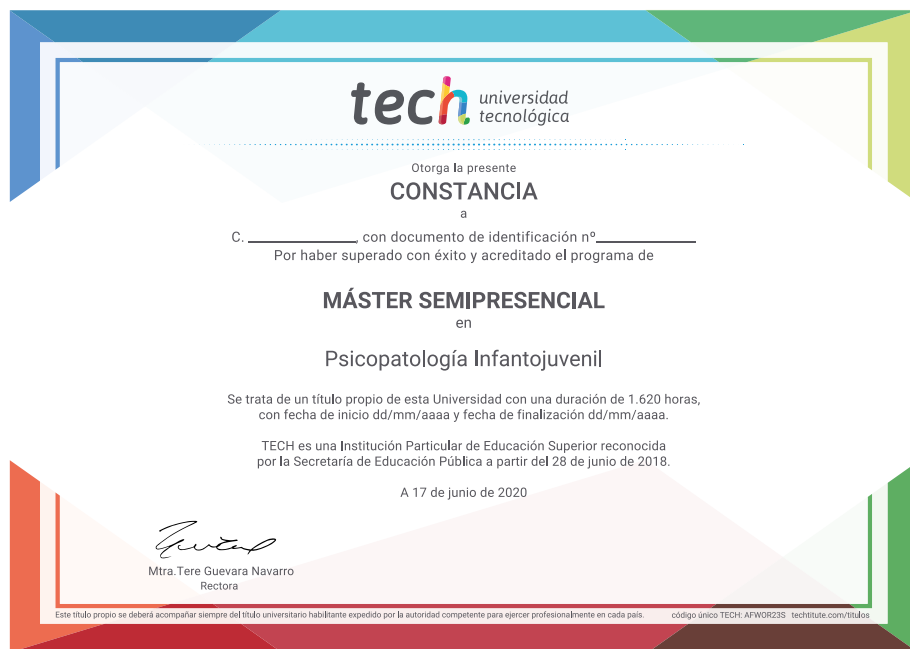 tech universidad
tecnológica
Otorga la presente
CONSTANCIA
a
C. ____________, con documento de identificación nº____________
Por haber superado con éxito y acreditado el programa de
MÁSTER SEMIPRESENCIAL
en
Psicopatología Infantojuvenil
Se trata de un título propio de esta Universidad con una duración de 1.620 horas,
con fecha de inicio dd/mm/aaaa y fecha de finalización dd/mm/aaaa.
TECH es una Institución Particular de Educación Superior reconocida
por la Secretaría de Educación Pública a partir del 28 de junio de 2018.
A 17 de junio de 2020
Mtra.Tere Guevara Navarro
Rectora
Este título propio se deberá acompañar siempre del título universitario habilitante expedido por la autoridad competente para ejercer profesionalmente en cada país. código único TECH: AFWOR23S techtitute.com/titulos